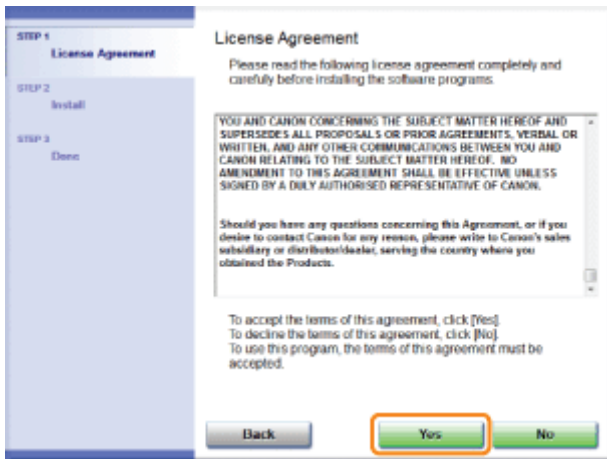 STEP 1
License Agreement
STEP 2
Install
STEP 3
Done
License Agreement
Please read the following license agreement completely and
carefully before installing the software programs.
YOU AND CANON CONCERNING THE SUBJECT MATTER HEREOF AND
SUPERSEDES ALL PROPOSALS OR PRIOR AGREEMENTS, VERBAL OR
WRITTEN, AND ANY OTHER COMMUNICATIONS BETWEEN YOU AND
CANON RELATING TO THE SUBJECT MATTER HEREOF. NO
AMENDMENT TO THIS AGREEMENT SHALL BE EFFECTIVE UNLESS
SIGNED BY A DULY AUTHORISED REPRESENTATIVE OF CANON.
Should you have any questions concerning this Agreement, or if you
desire to contact Canon for any reason, please write to Canon's sales
subsidiary or distributor/dealer, serving the country where you
obtained the Products.
To accept the terms of this agreement, click [Yes].
To decline the terms of this agreement, click [No].
To use this program, the terms of this agreement must be
accepted.
Back
Yes
No